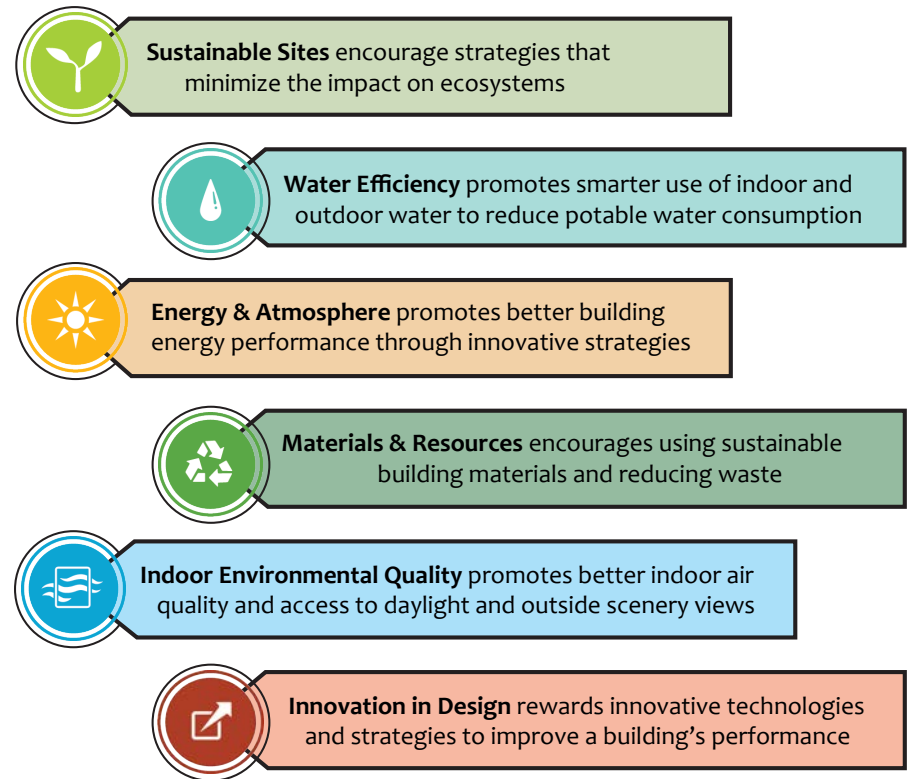 Sustainable Sites encourage strategies that
minimize the impact on ecosystems
Water Efficiency promotes smarter use of indoor and
outdoor water to reduce potable water consumption
Energy & Atmosphere promotes better building
energy performance through innovative strategies
Materials & Resources encourages using sustainable
building materials and reducing waste
Indoor Environmental Quality promotes better indoor air
quality and access to daylight and outside scenery views
Innovation in Design rewards innovative technologies
and strategies to improve a building’s performance